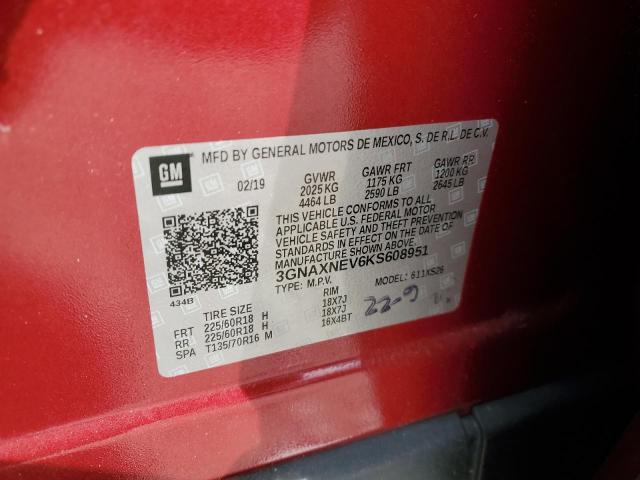 GM
MFD BY GENERAL MOTORS DE MEXICO, S. DE R.L. DE C.V.
02/19
GVWR GAWR FRT GAWR RR
2025 KG 1175 KG 1200 KG
4464 LB 2590 LB 2645 LB
THIS VEHICLE CONFORMS TO ALL
APPLICABLE U.S. FEDERAL MOTOR
VEHICLE SAFETY AND THEFT PREVENTION
STANDARDS IN EFFECT ON THE DATE OF
MANUFACTURE SHOWN ABOVE.
3GNAXNEV6KS608951
TYPE: M.P.V. MODEL: 611XS26
434B
TIRE SIZE RIM
FRT 225/60R18 H 18X7J
RR 225/60R18 H 18X7J
SPA T135/70R16 M 16X4BT
22-9